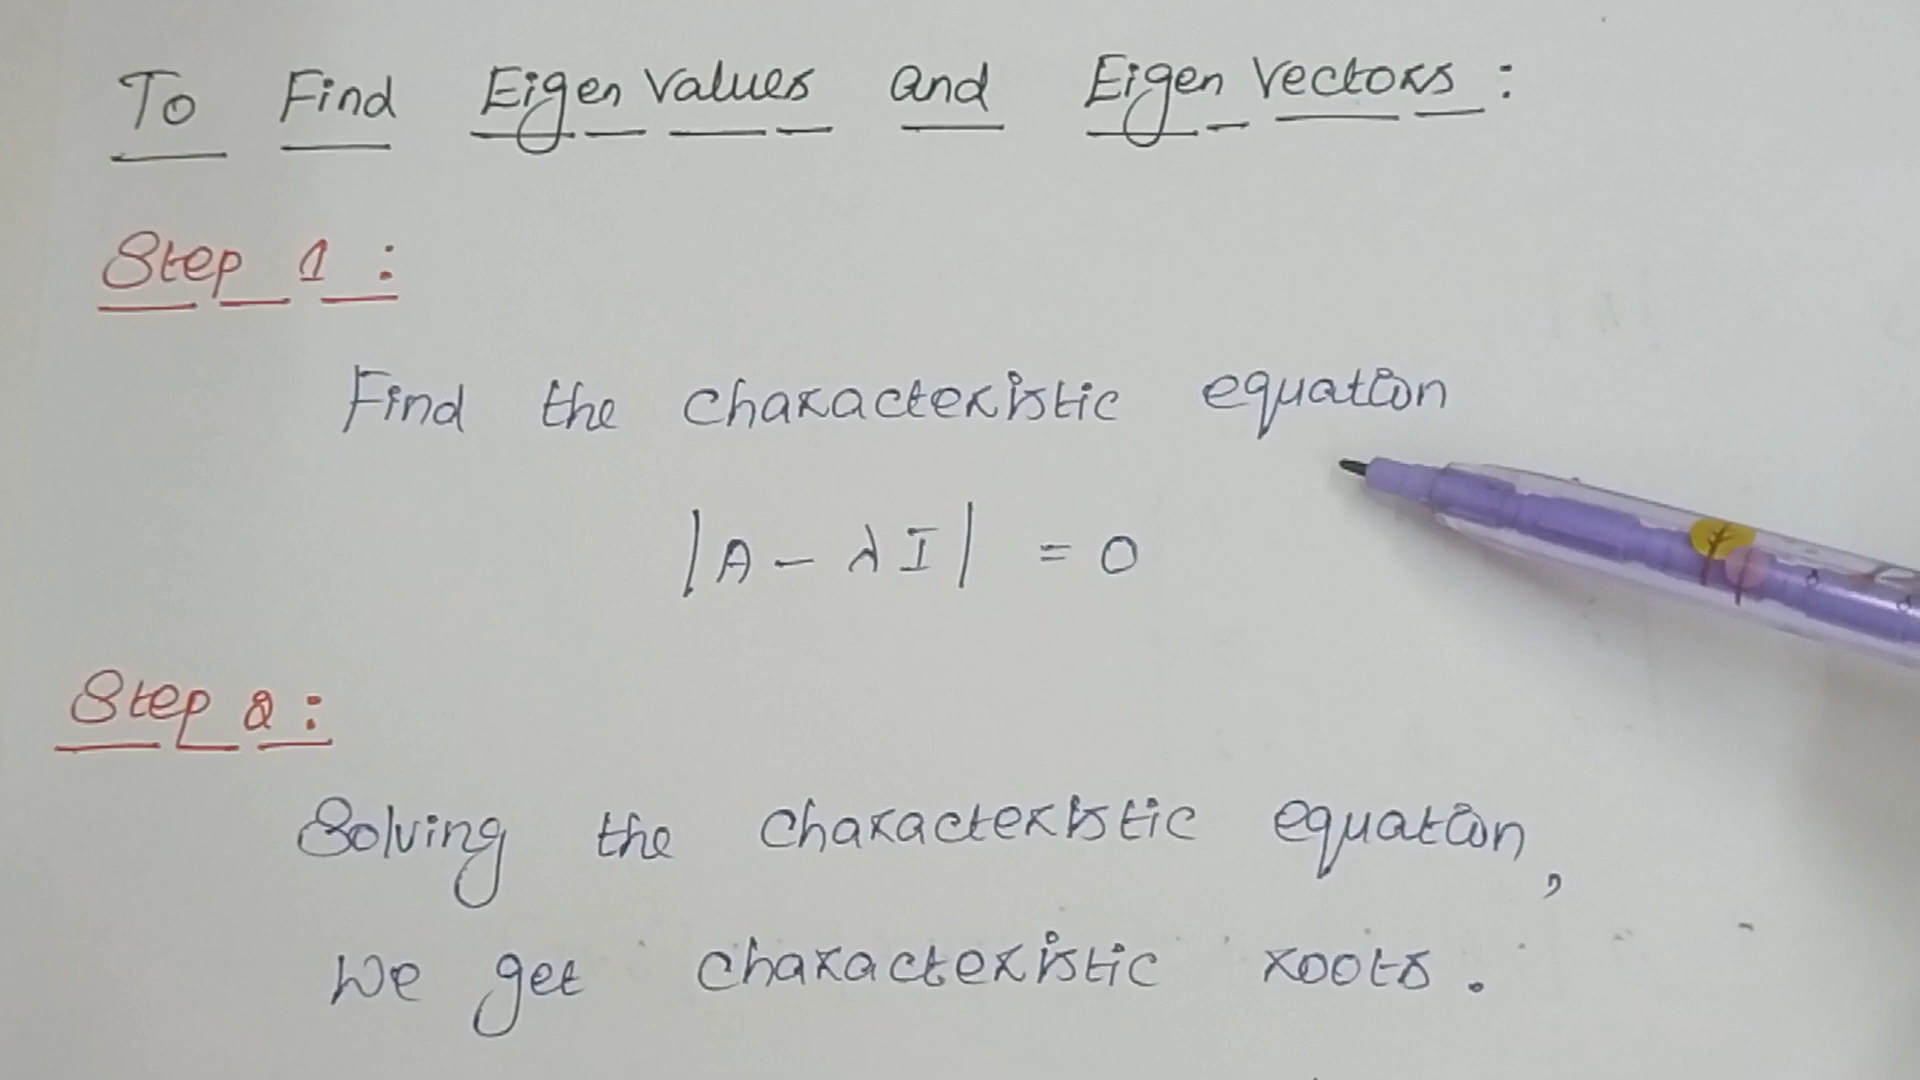 To Find Eigen Values and Eigen Vectors :
Step 1 :
Find the characteristic equation
|A - λI| = 0
Step 2 :
Solving the characteristic equation,
We get characteristic roots.